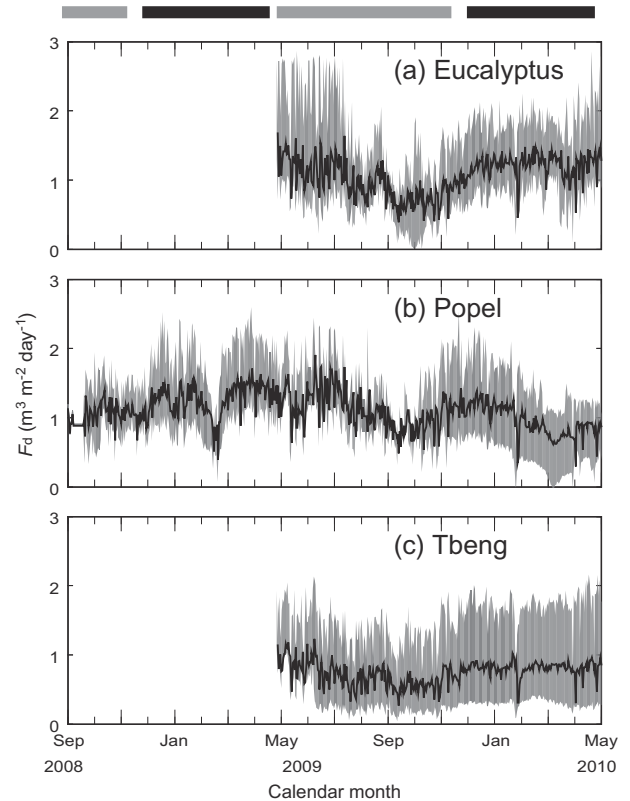 3
(a) Eucalyptus
2
1
0
3
(b) Popel
2
1
0
Fd (m³ m⁻² day⁻¹)
3
(c) Tbeng
2
1
0
Sep Jan May Sep Jan May
2008 2009 2010
Calendar month